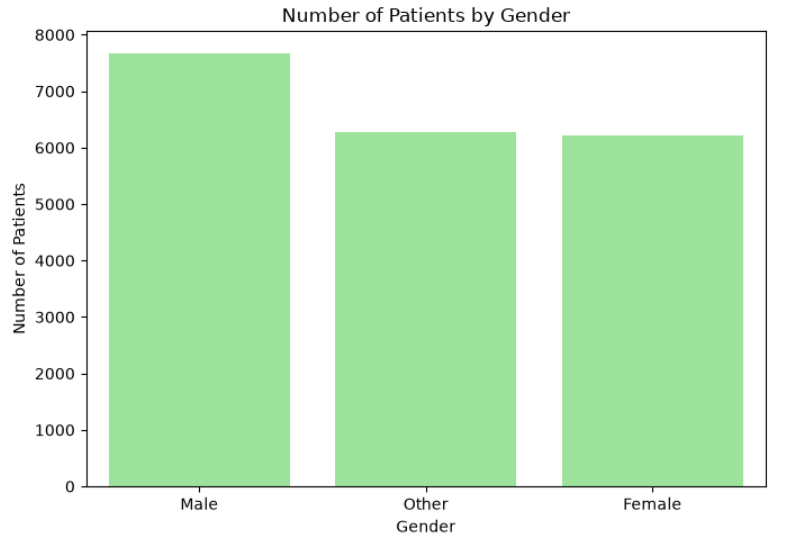 Number of Patients by Gender
Number of Patients
8000
7000
6000
5000
4000
3000
2000
1000
0
Male Other Female
Gender